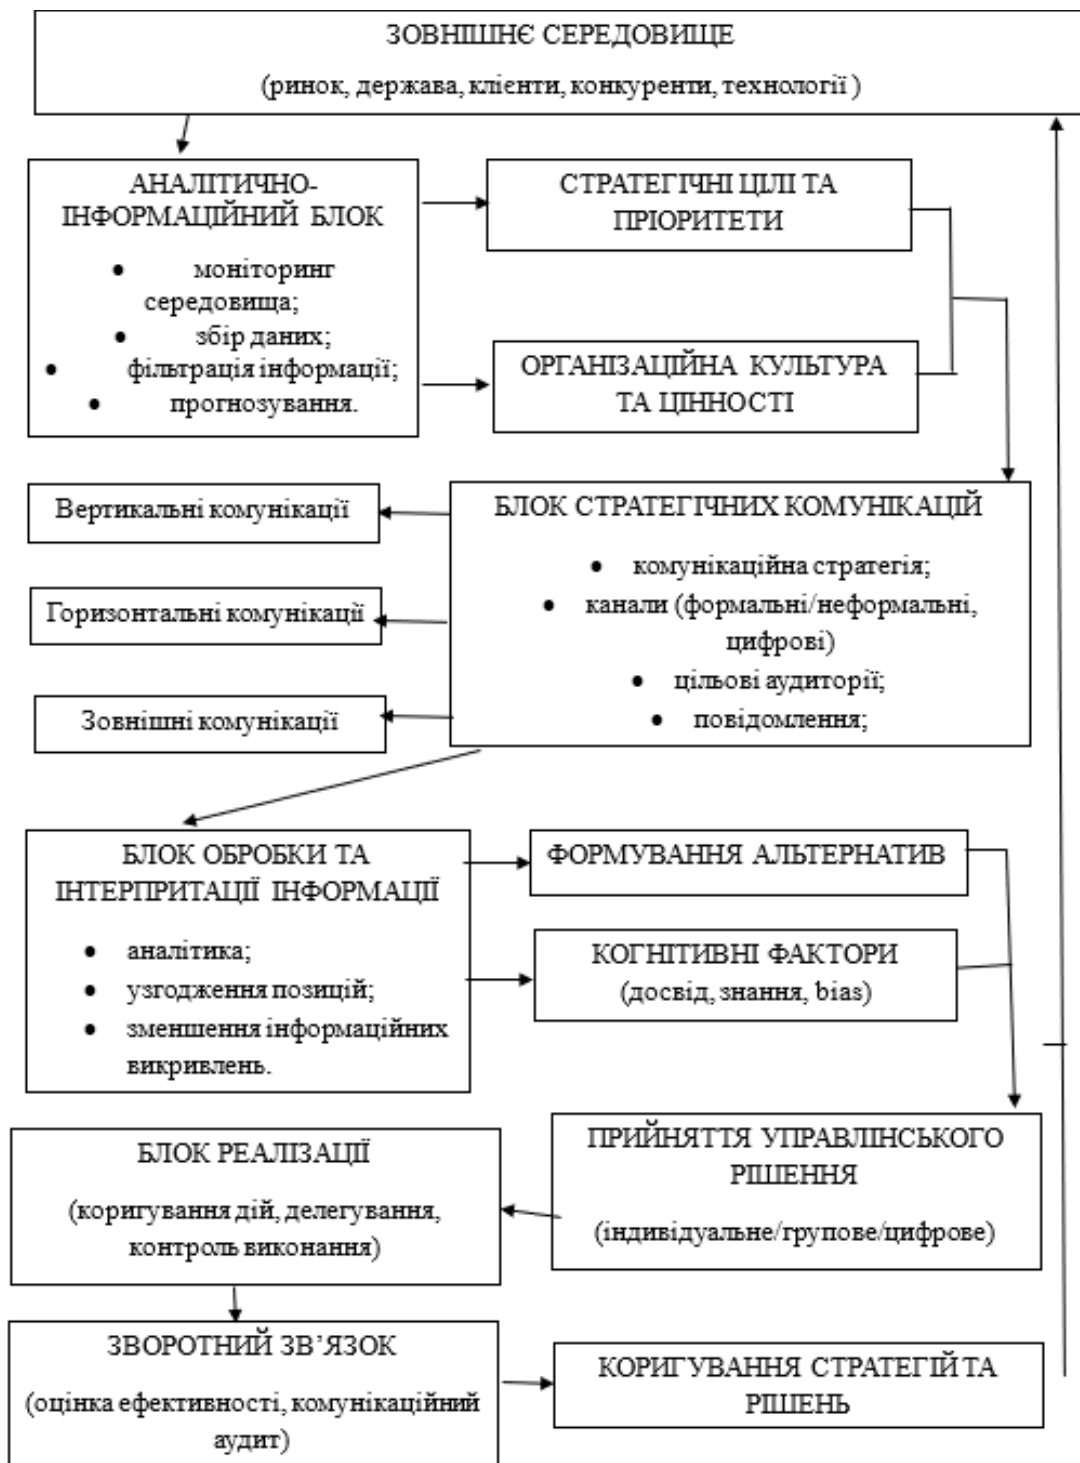 ЗОВНІШНЄ СЕРЕДОВИЩЕ
(ринок, держава, клієнти, конкуренти, технології )
АНАЛІТИЧНО-
ІНФОРМАЦІЙНИЙ БЛОК
• моніторинг
середовища;
• збір даних;
• фільтрація інформації;
• прогнозування.
СТРАТЕГІЧНІ ЦІЛІ ТА
ПРІОРИТЕТИ
ОРГАНІЗАЦІЙНА КУЛЬТУРА
ТА ЦІННОСТІ
БЛОК СТРАТЕГІЧНИХ КОМУНІКАЦІЙ
• комунікаційна стратегія;
• канали (формальні/неформальні,
цифрові)
• цільові аудиторії;
• повідомлення;
Вертикальні комунікації
Горизонтальні комунікації
Зовнішні комунікації
БЛОК ОБРОБКИ ТА
ІНТЕРПРИТАЦІЇ ІНФОРМАЦІЇ
• аналітика;
• узгодження позицій;
• зменшення інформаційних
викривлень.
ФОРМУВАННЯ АЛЬТЕРНАТИВ
КОГНІТИВНІ ФАКТОРИ
(досвід, знання, bias)
ПРИЙНЯТТЯ УПРАВЛІНСЬКОГО
РІШЕННЯ
(індивідуальне/групове/цифрове)
БЛОК РЕАЛІЗАЦІЇ
(коригування дій, делегування,
контроль виконання)
ЗВОРОТНИЙ ЗВ’ЯЗОК
(оцінка ефективності, комунікаційний
аудит)
КОРИГУВАННЯ СТРАТЕГІЙ ТА
РІШЕНЬ